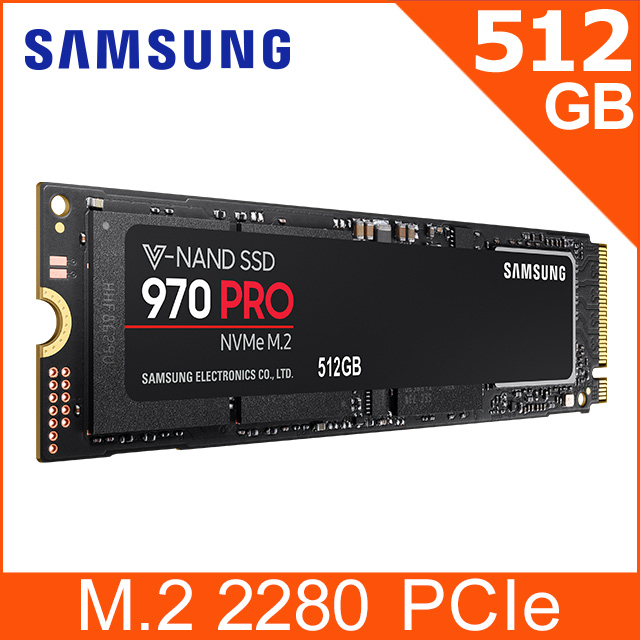 SAMSUNG
512
GB
V-NAND SSD
970 PRO
NVMe M.2
SAMSUNG ELECTRONICS CO., LTD.
512GB
SAMSUNG
M.2 2280 PCIe